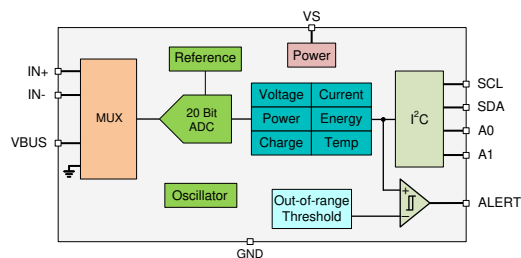 VS
Reference
Power
IN+
IN-
VBUS
MUX
20 Bit
ADC
Voltage
Current
Power
Energy
Charge
Temp
I²C
SCL
SDA
A0
A1
Oscillator
Out-of-range
Threshold
+
−
ALERT
GND